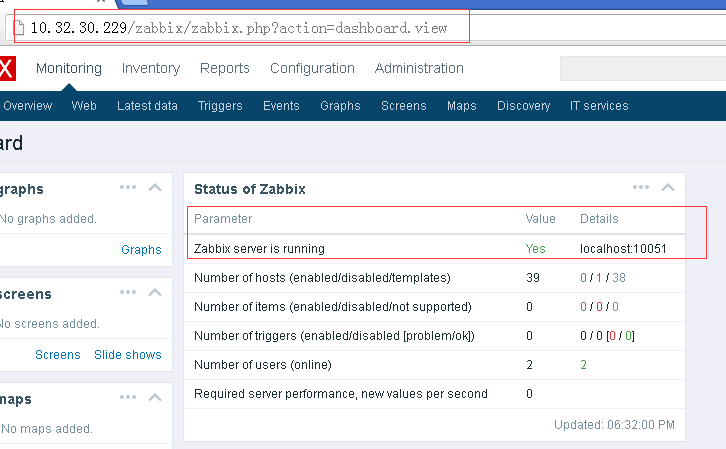 10.32.30.229/zabbix/zabbix.php?action=dashboard.view
X Monitoring Inventory Reports Configuration Administration
Overview Web Latest data Triggers Events Graphs Screens Maps Discovery IT services
ard
graphs
No graphs added.
Graphs
screens
No screens added.
Screens Slide shows
maps
No maps added.
Status of Zabbix
Parameter Value Details
Zabbix server is running Yes localhost:10051
Number of hosts (enabled/disabled/templates) 39 0 / 1 / 38
Number of items (enabled/disabled/not supported) 0 0 / 0 / 0
Number of triggers (enabled/disabled [problem/ok]) 0 0 / 0 [0 / 0]
Number of users (online) 2 2
Required server performance, new values per second 0
Updated: 06:32:00 PM